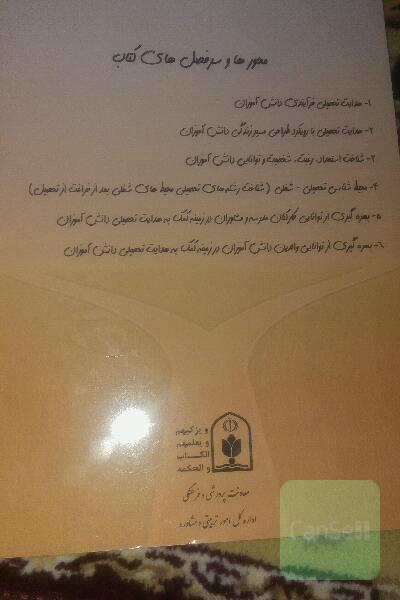 محورها و سرفصل های کتاب
۱- هدایت تحصیلی فرآیندی دانش آموزان
۲- هدایت تحصیلی با رویکرد طراحی مسیر زندگی دانش آموزان
۳- شناخت استعداد، رغبت، شخصیت و توانایی دانش آموزان
۴- محیط شناسی تحصیلی - شغلی (شناخت رشته های تحصیلی محیط های شغلی بعد از فراغت از تحصیل)
۵- بهره گیری از توانایی کارکنان مدرسه و مشاوران در زمینه کمک به هدایت تحصیلی دانش آموزان
۶- بهره گیری از توانایی والدین دانش آموزان در زمینه کمک به هدایت تحصیلی دانش آموزان
و یزکیهم
و یعلمهم
الکتاب
و الحکمه
معاونت پرورشی و فرهنگی
اداره کل امور تربیتی و مشاوره
CanSell